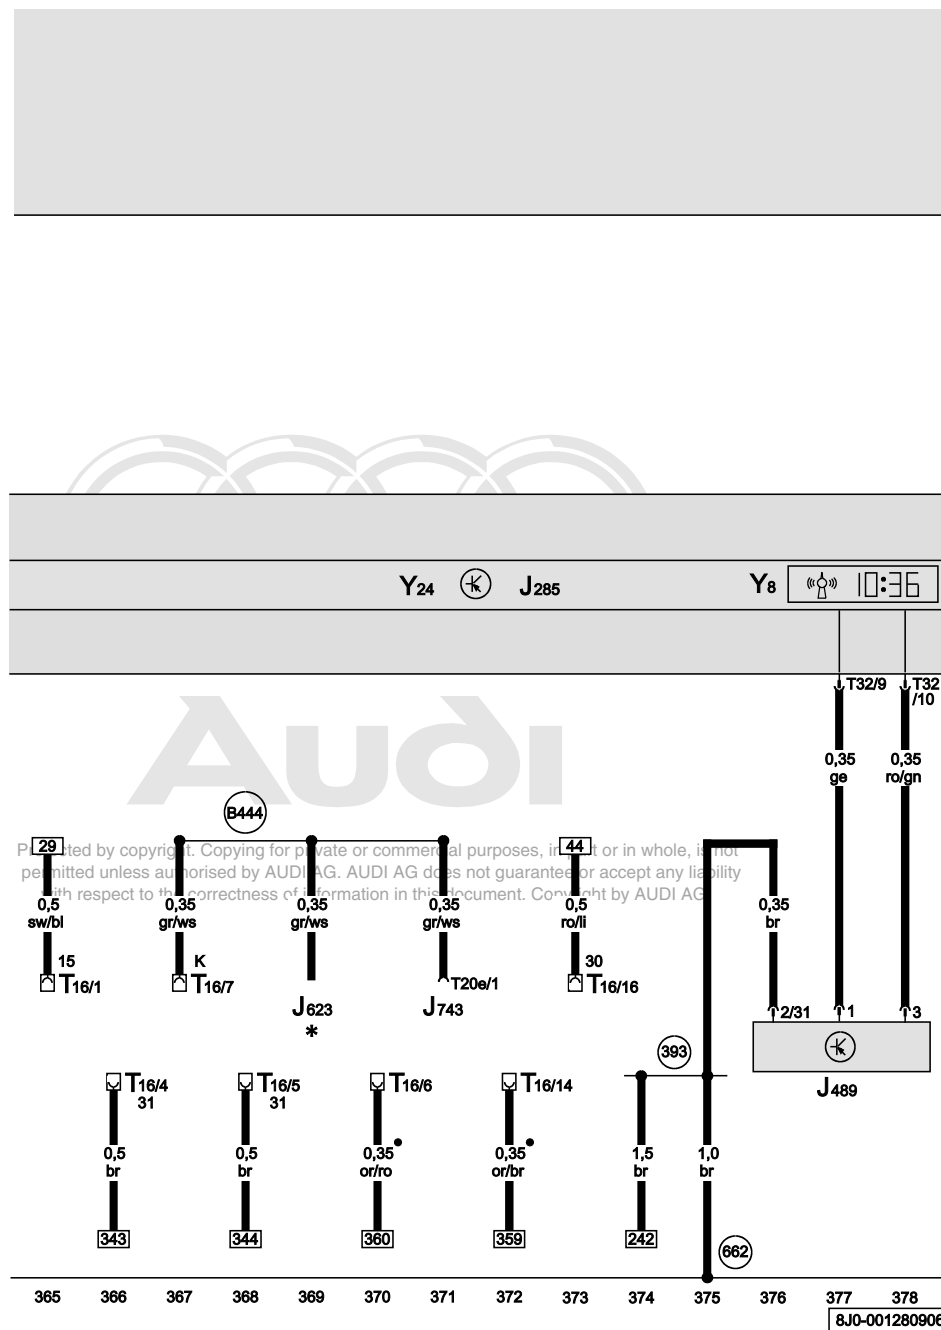 Y24 J285 Y8 10:36
T32/9 T32
/10
Audi
0,35 0,35
ge ro/gn
B444
29 44
Protected by copyright. Copying for private or commercial purposes, in part or in whole, is not
permitted unless authorised by AUDI AG. AUDI AG does not guarantee or accept any liability
with respect to the correctness of information in this document. Copyright by AUDI AG.
0,5 0,35 0,35 0,35 0,5 0,35
sw/bl gr/ws gr/ws gr/ws ro/li br
15 K 30
T16/1 T16/7 T20e/1 T16/16
J623 J743
*
2/31 1 3
393
J489
T16/4 T16/5 T16/6 T16/14
31 31
0,5 0,5 0,35 0,35 1,5 1,0
br br or/ro or/br br br
343 344 360 359 242
662
365 366 367 368 369 370 371 372 373 374 375 376 377 378
8J0-001280906